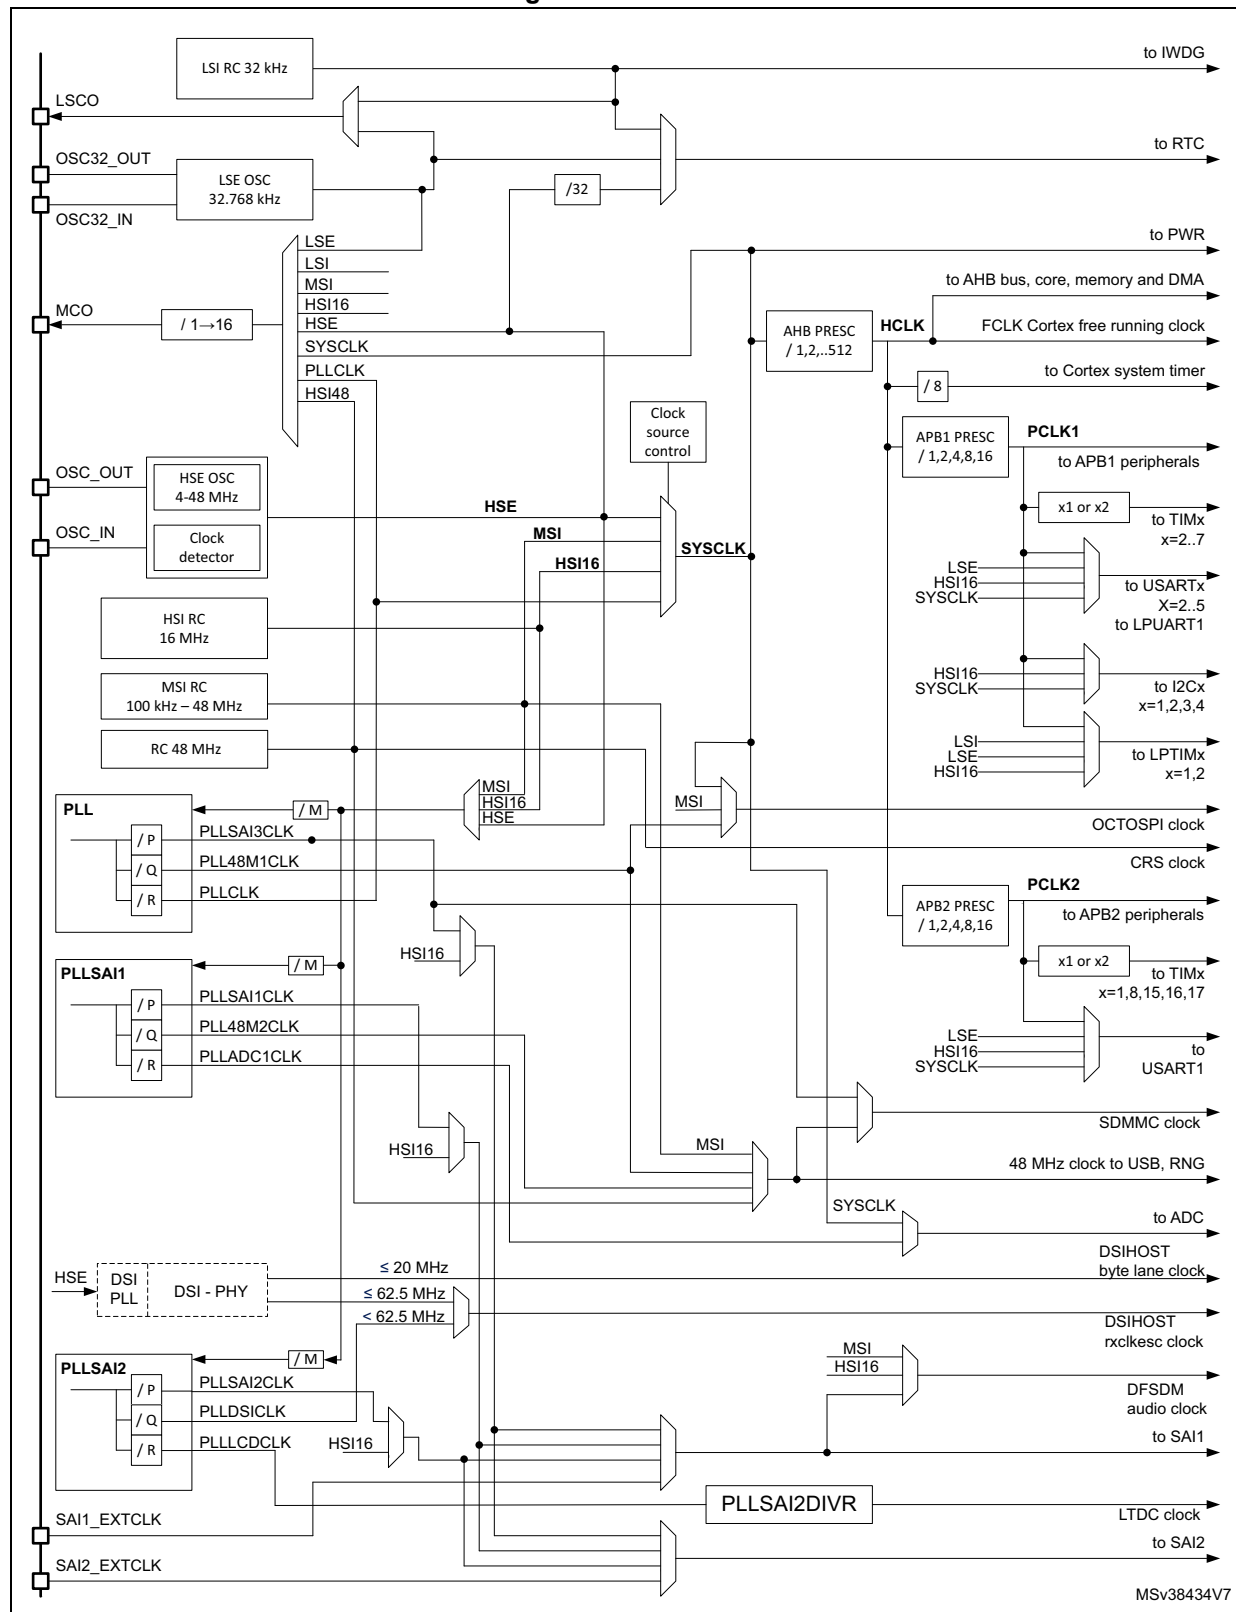 to IWDG
LSI RC 32 kHz
LSCO
to RTC
OSC32_OUT
LSE OSC
32.768 kHz
/32
OSC32_IN
to PWR
LSE
LSI
MSI
HSI16
HSE
SYSCLK
PLLCLK
HSI48
MCO
/ 1→16
to AHB bus, core, memory and DMA
AHB PRESC
/ 1,2,..512
HCLK
FCLK Cortex free running clock
to Cortex system timer
/ 8
Clock
source
control
APB1 PRESC
/ 1,2,4,8,16
PCLK1
to APB1 peripherals
OSC_OUT
HSE OSC
4-48 MHz
OSC_IN
Clock
detector
HSE
MSI
HSI16
SYSCLK
x1 or x2
to TIMx
x=2..7
LSE
HSI16
SYSCLK
to USARTx
X=2..5
to LPUART1
HSI RC
16 MHz
MSI RC
100 kHz – 48 MHz
RC 48 MHz
HSI16
SYSCLK
to I2Cx
x=1,2,3,4
LSI
LSE
HSI16
to LPTIMx
x=1,2
MSI
HSI16
HSE
MSI
OCTOSPI clock
CRS clock
PLL
/ M
/ P
PLLSAI3CLK
/ Q
PLL48M1CLK
/ R
PLLCLK
APB2 PRESC
/ 1,2,4,8,16
PCLK2
to APB2 peripherals
HSI16
x1 or x2
to TIMx
x=1,8,15,16,17
PLLSAI1
/ M
/ P
PLLSAI1CLK
/ Q
PLL48M2CLK
/ R
PLLADC1CLK
LSE
HSI16
SYSCLK
to
USART1
SDMMC clock
HSI16
MSI
48 MHz clock to USB, RNG
SYSCLK
to ADC
HSE
DSI
PLL
DSI - PHY
≤ 20 MHz
DSIHOST
byte lane clock
≤ 62.5 MHz
< 62.5 MHz
DSIHOST
rxclkesc clock
MSI
HSI16
DFSDM
audio clock
PLLSAI2
/ M
/ P
PLLSAI2CLK
/ Q
PLLDSICLK
/ R
PLLLCDCLK
HSI16
to SAI1
PLLSAI2DIVR
LTDC clock
SAI1_EXTCLK
to SAI2
SAI2_EXTCLK
MSv38434V7